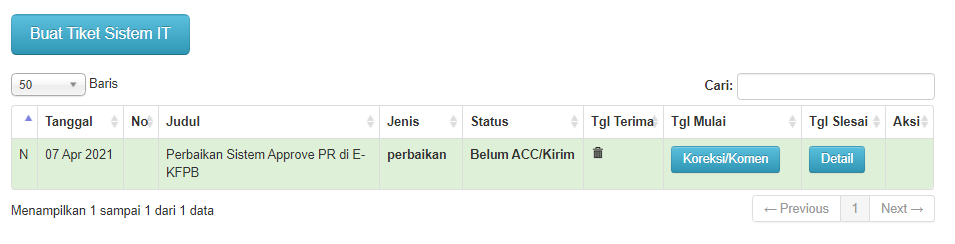 Buat Tiket Sistem IT
50 Baris Cari:
Tanggal No Judul Jenis Status Tgl Terima Tgl Mulai Tgl Slesai Aksi
N 07 Apr 2021 Perbaikan Sistem Approve PR di E-KFPB perbaikan Belum ACC/Kirim Koreksi/Komen Detail
Menampilkan 1 sampai 1 dari 1 data ← Previous 1 Next →